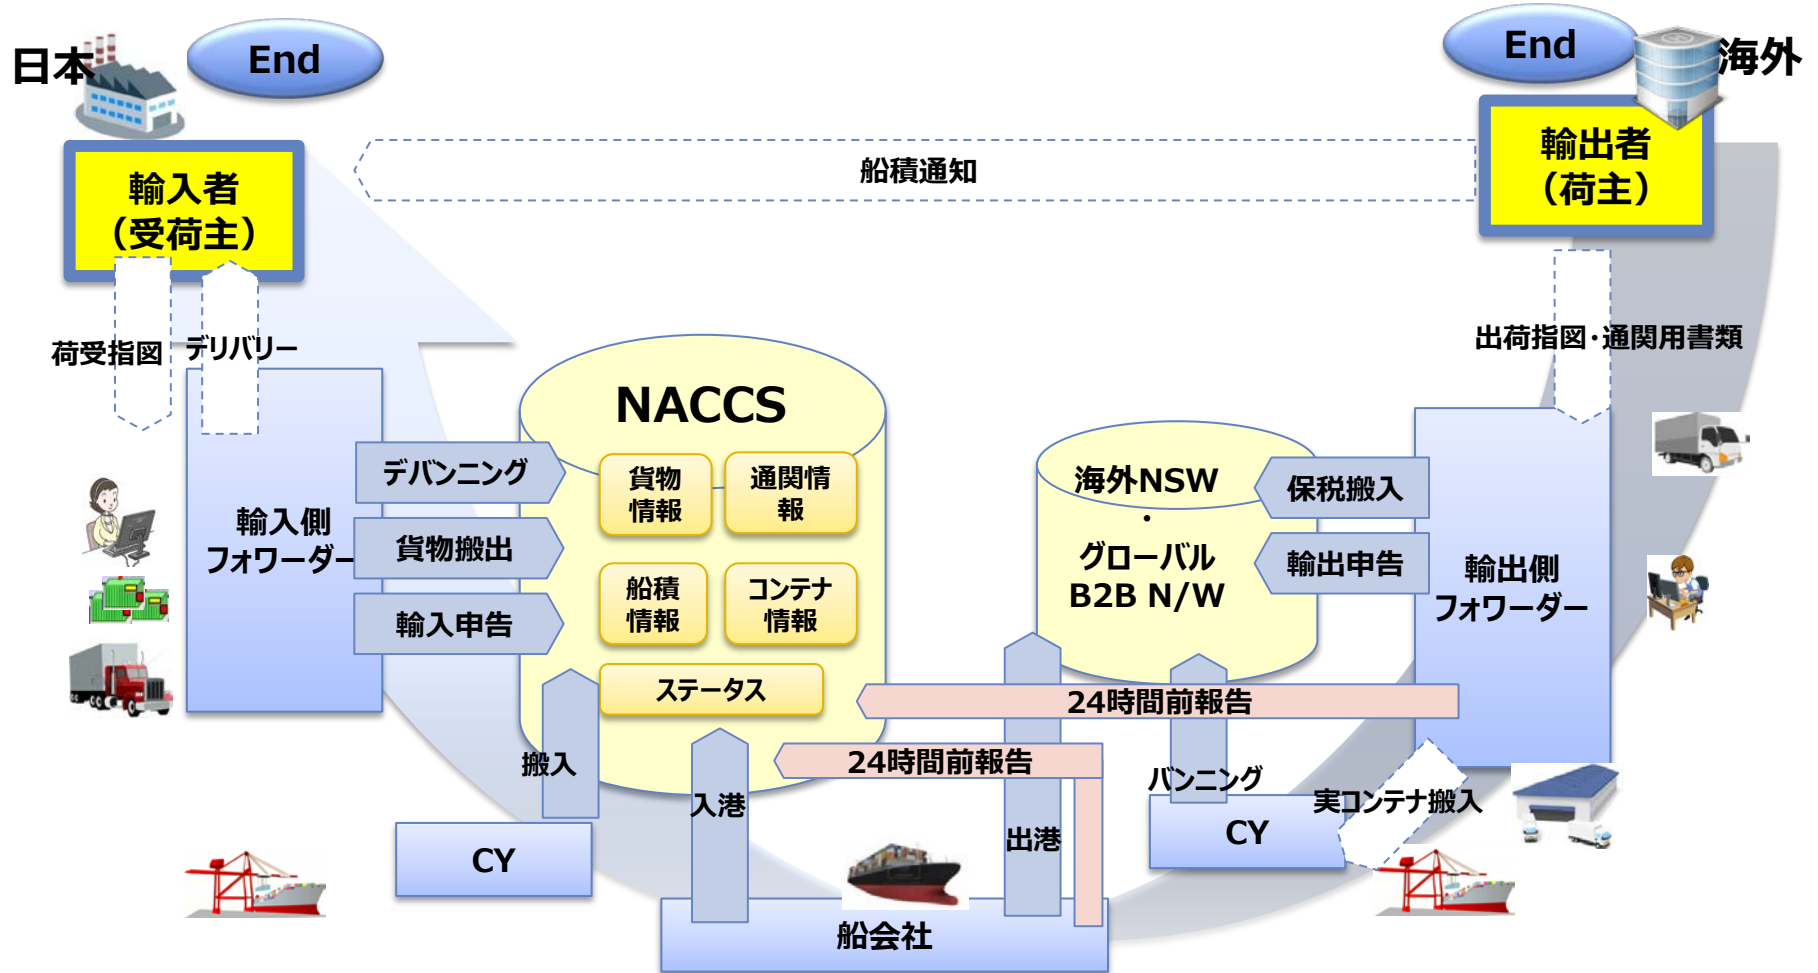 日本
End
End
海外
輸入者
（受荷主）
船積通知
輸出者
（荷主）
荷受指図
デリバリー
出荷指図・通関用書類
NACCS
貨物
情報
通関情
報
船積
情報
コンテナ
情報
ステータス
輸入側
フォワーダー
デバンニング
貨物搬出
輸入申告
海外NSW
・
グローバル
B2B N/W
保税搬入
輸出申告
輸出側
フォワーダー
24時間前報告
24時間前報告
搬入
入港
出港
バンニング
実コンテナ搬入
CY
CY
船会社